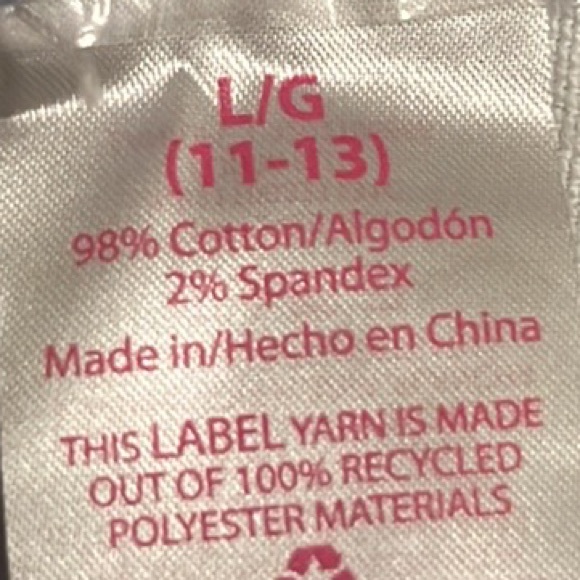 L/G
(11-13)
98% Cotton/Algodón
2% Spandex
Made in/Hecho en China
THIS LABEL YARN IS MADE
OUT OF 100% RECYCLED
POLYESTER MATERIALS